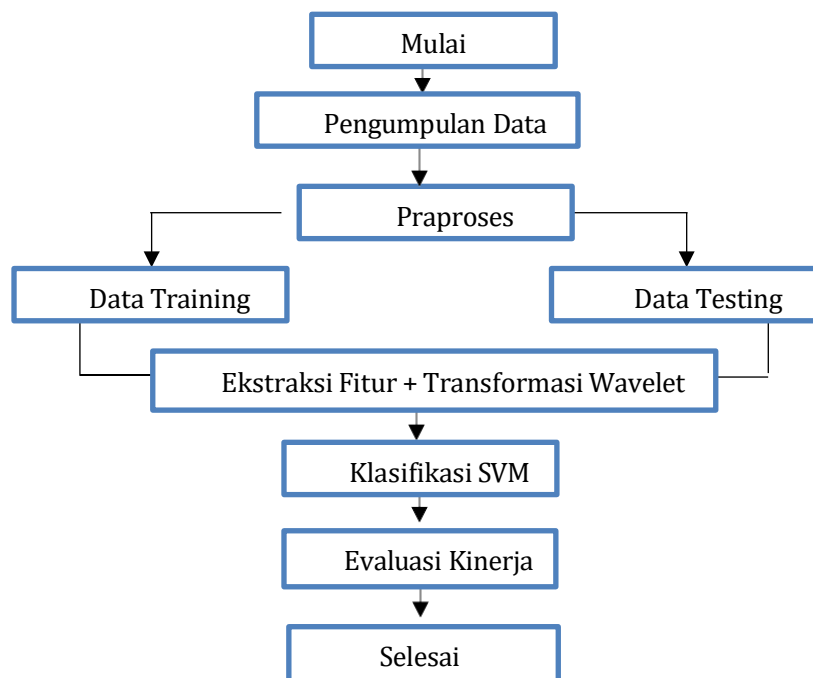 Mulai
Pengumpulan Data
Praproses
Data Training
Data Testing
Ekstraksi Fitur + Transformasi Wavelet
Klasifikasi SVM
Evaluasi Kinerja
Selesai